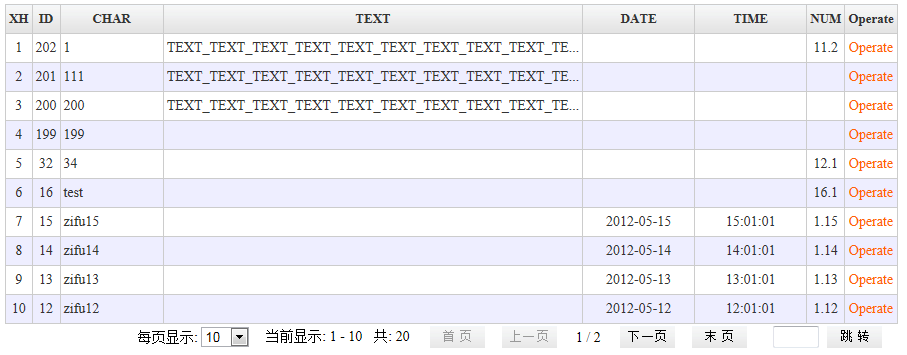 XH ID CHAR TEXT DATE TIME NUM Operate
1 202 1 TEXT_TEXT_TEXT_TEXT_TEXT_TEXT_TEXT_TEXT_TEXT_TE... 11.2 Operate
2 201 111 TEXT_TEXT_TEXT_TEXT_TEXT_TEXT_TEXT_TEXT_TEXT_TE... Operate
3 200 200 TEXT_TEXT_TEXT_TEXT_TEXT_TEXT_TEXT_TEXT_TEXT_TE... Operate
4 199 199 Operate
5 32 34 12.1 Operate
6 16 test 16.1 Operate
7 15 zifu15 2012-05-15 15:01:01 1.15 Operate
8 14 zifu14 2012-05-14 14:01:01 1.14 Operate
9 13 zifu13 2012-05-13 13:01:01 1.13 Operate
10 12 zifu12 2012-05-12 12:01:01 1.12 Operate
每页显示: 10 当前显示: 1 - 10 共: 20 首 页 上一页 1 / 2 下一页 末 页 跳 转